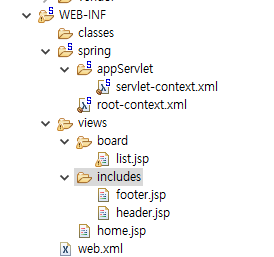 WEB-INF
classes
spring
appServlet
servlet-context.xml
root-context.xml
views
board
list.jsp
includes
footer.jsp
header.jsp
home.jsp
web.xml